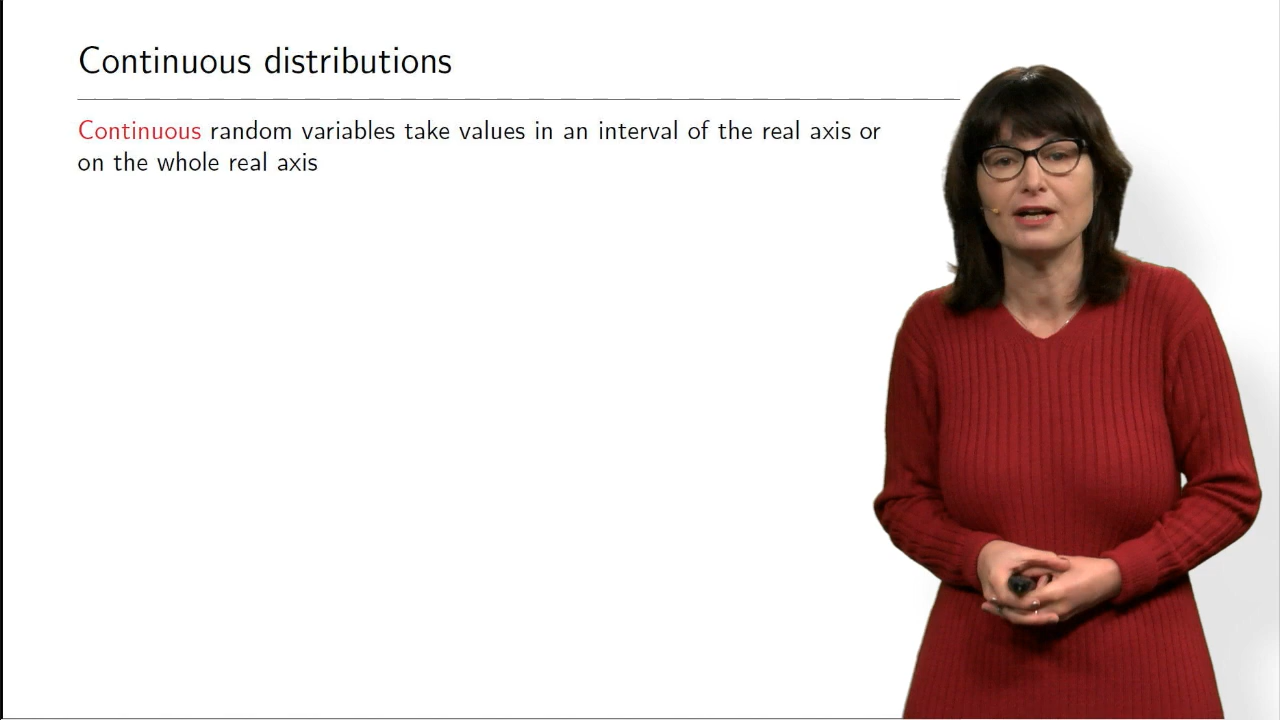 Continuous distributions
Continuous random variables take values in an interval of the real axis or
on the whole real axis